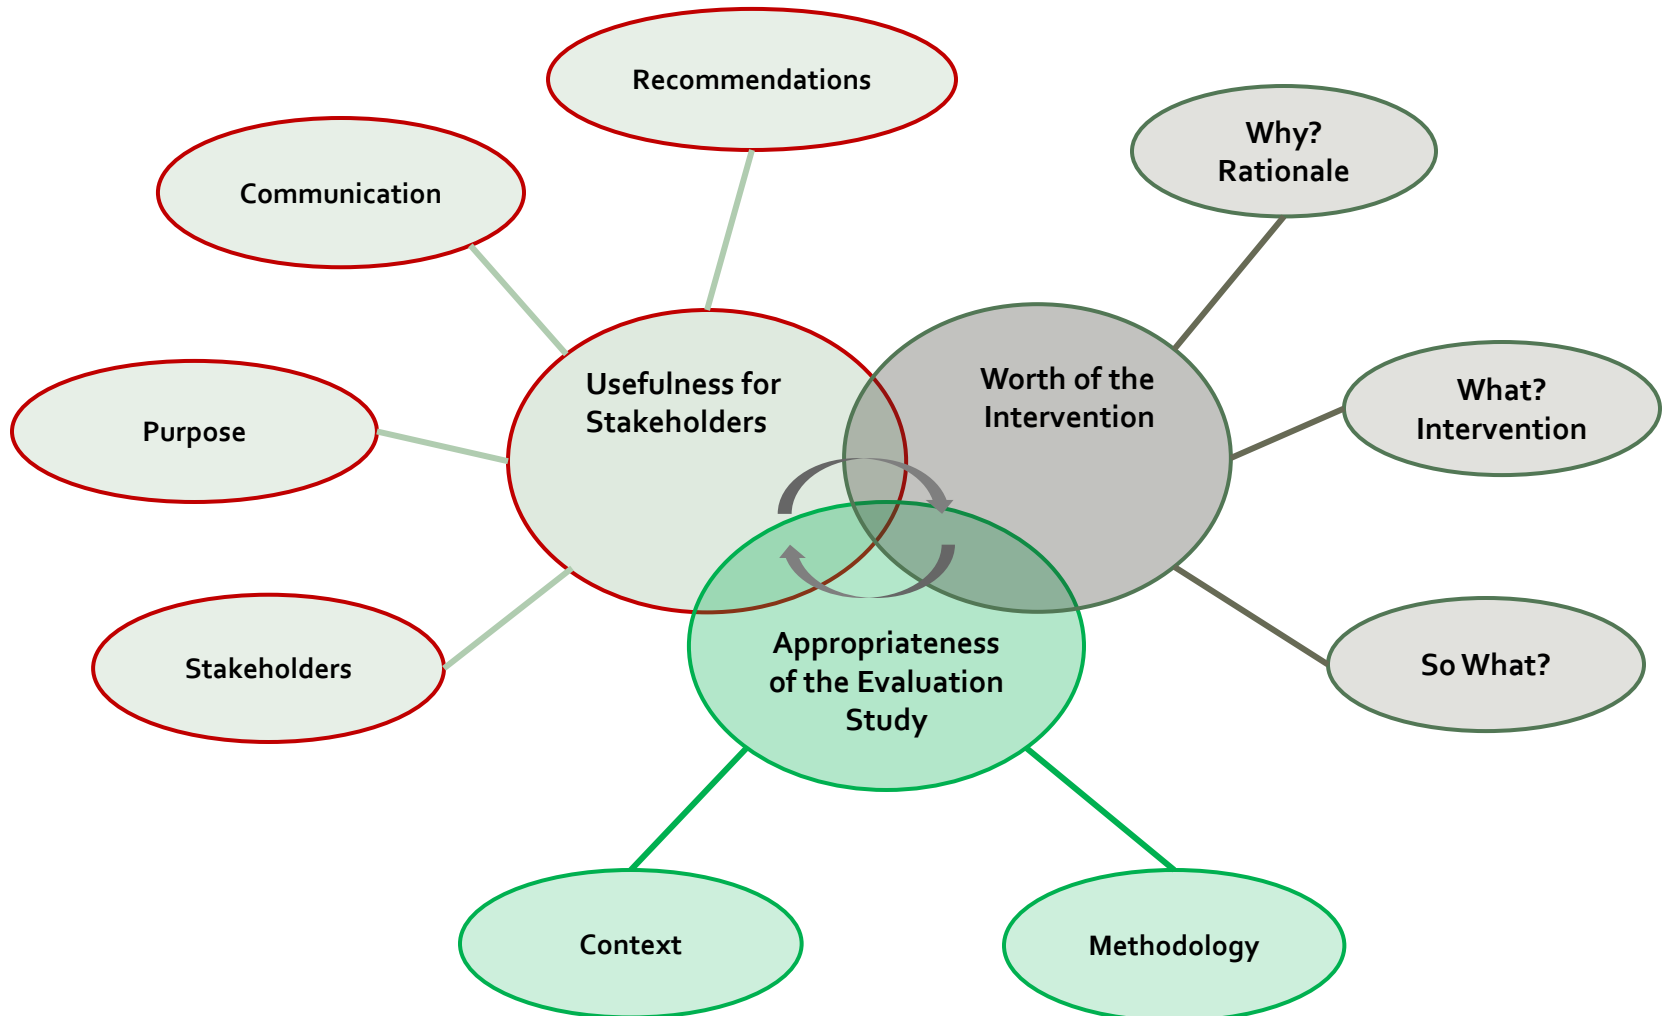 Recommendations
Why?
Rationale
Communication
Usefulness for
Stakeholders
Worth of the
Intervention
What?
Intervention
Purpose
Stakeholders
Appropriateness
of the Evaluation
Study
So What?
Context
Methodology